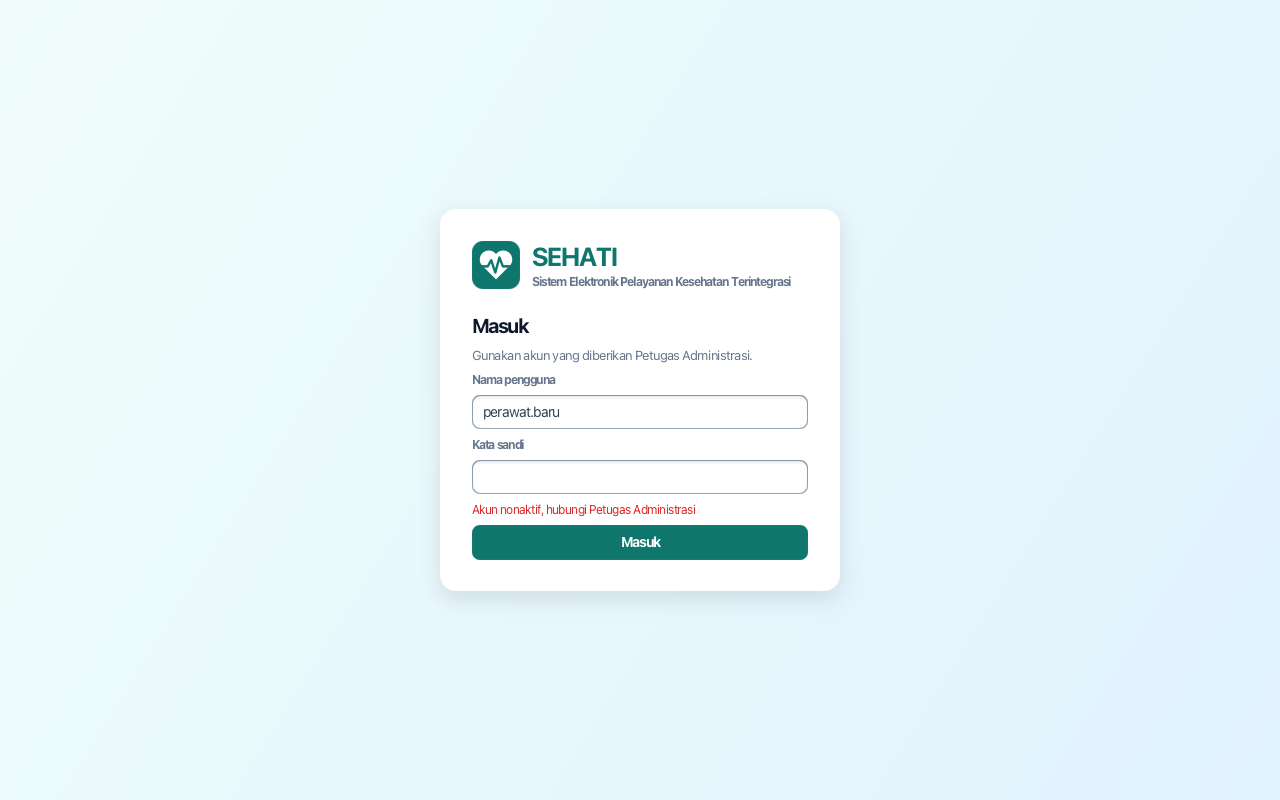 SEHATI
Sistem Elektronik Pelayanan Kesehatan Terintegrasi
Masuk
Gunakan akun yang diberikan Petugas Administrasi.
Nama pengguna
perawat.baru
Kata sandi
Akun nonaktif, hubungi Petugas Administrasi
Masuk